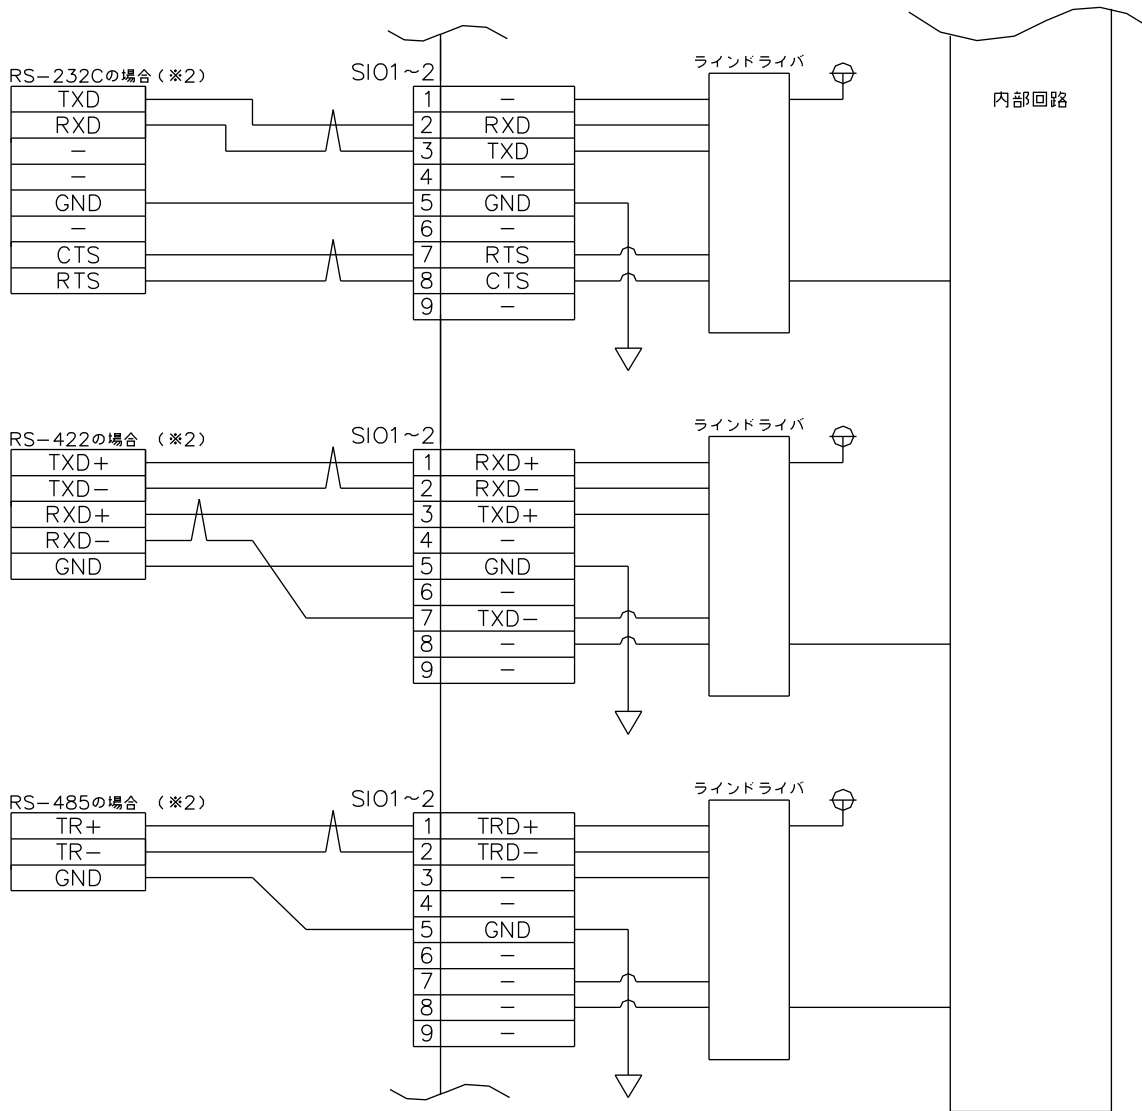 RS-232Cの場合(※2)
SIO1~2
ラインドライバ
内部回路
TXD 1 -
RXD 2 RXD
- 3 TXD
- 4 -
GND 5 GND
- 6 -
CTS 7 RTS
RTS 8 CTS
9 -
RS-422の場合 (※2)
SIO1~2
ラインドライバ
TXD+ 1 RXD+
TXD- 2 RXD-
RXD+ 3 TXD+
RXD- 4 -
GND 5 GND
6 -
7 TXD-
8 -
9 -
RS-485の場合 (※2)
SIO1~2
ラインドライバ
TR+ 1 TRD+
TR- 2 TRD-
GND 3 -
4 -
5 GND
6 -
7 -
8 -
9 -